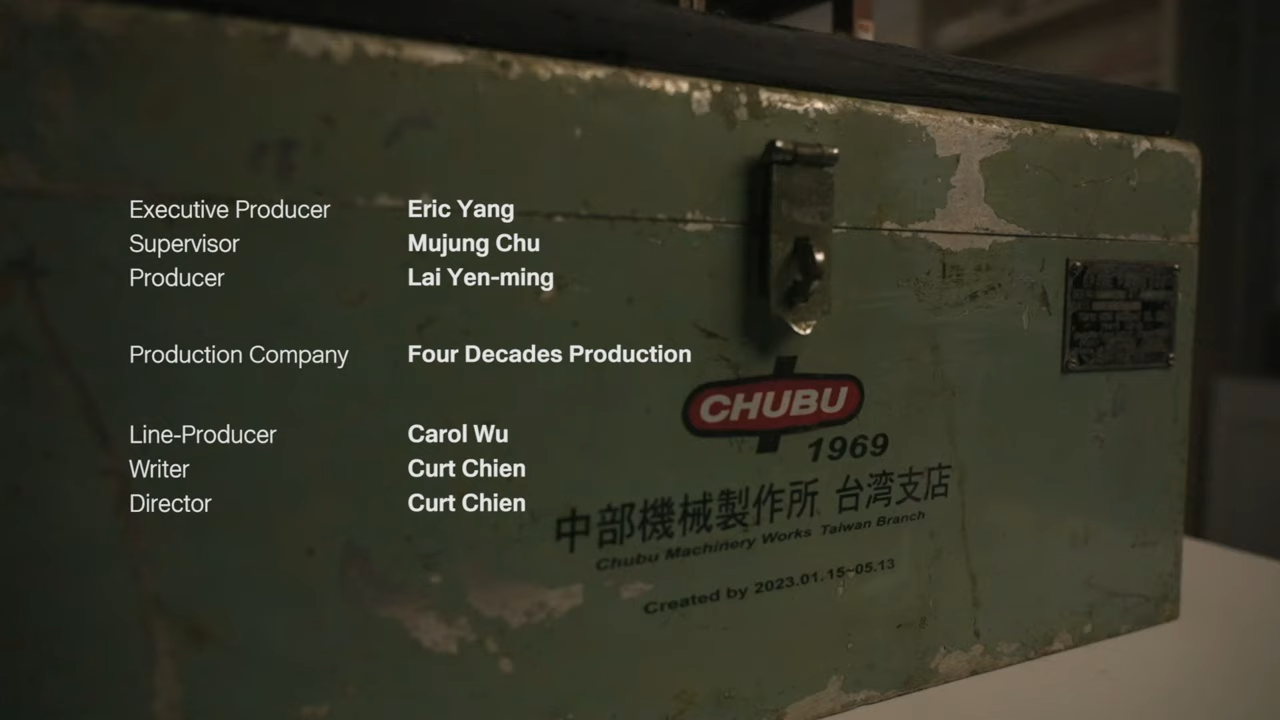 Executive Producer Eric Yang
Supervisor Mujung Chu
Producer Lai Yen-ming
Production Company Four Decades Production
Line-Producer Carol Wu
Writer Curt Chien
Director Curt Chien
CHUBU
1969
中部機械製作所 台湾支店
Chubu Machinery Works Taiwan Branch
Created by 2023.01.15~05.13